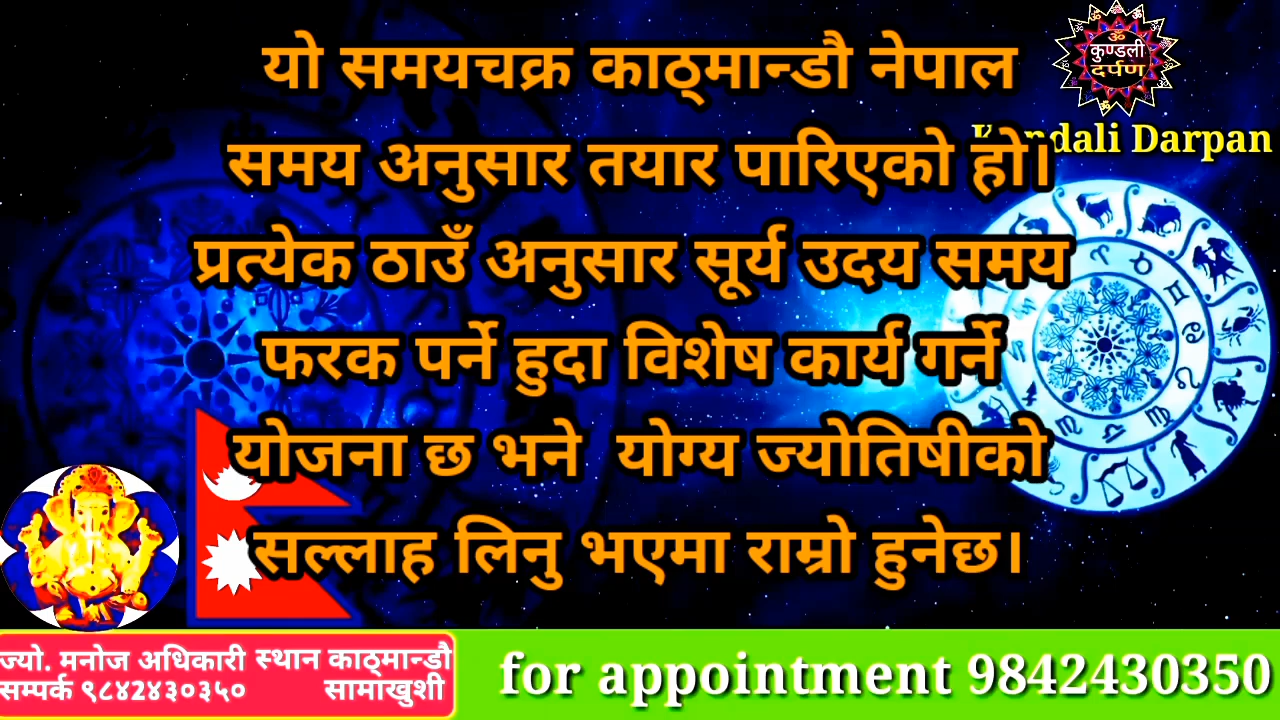 यो समयचक्र काठ्मान्डौ नेपाल
समय अनुसार तयार पारिएको हो।
प्रत्येक ठाउँ अनुसार सूर्य उदय समय
फरक पर्ने हुदा विशेष कार्य गर्ने
योजना छ भने योग्य ज्योतिषीको
सल्लाह लिनु भएमा राम्रो हुनेछ।
ॐ
कुण्डली
दर्पण
Darpan
ज्यो. मनोज अधिकारी स्थान काठ्मान्डौ
सम्पर्क ९८४२४३०३५० सामाखुशी
for appointment 9842430350